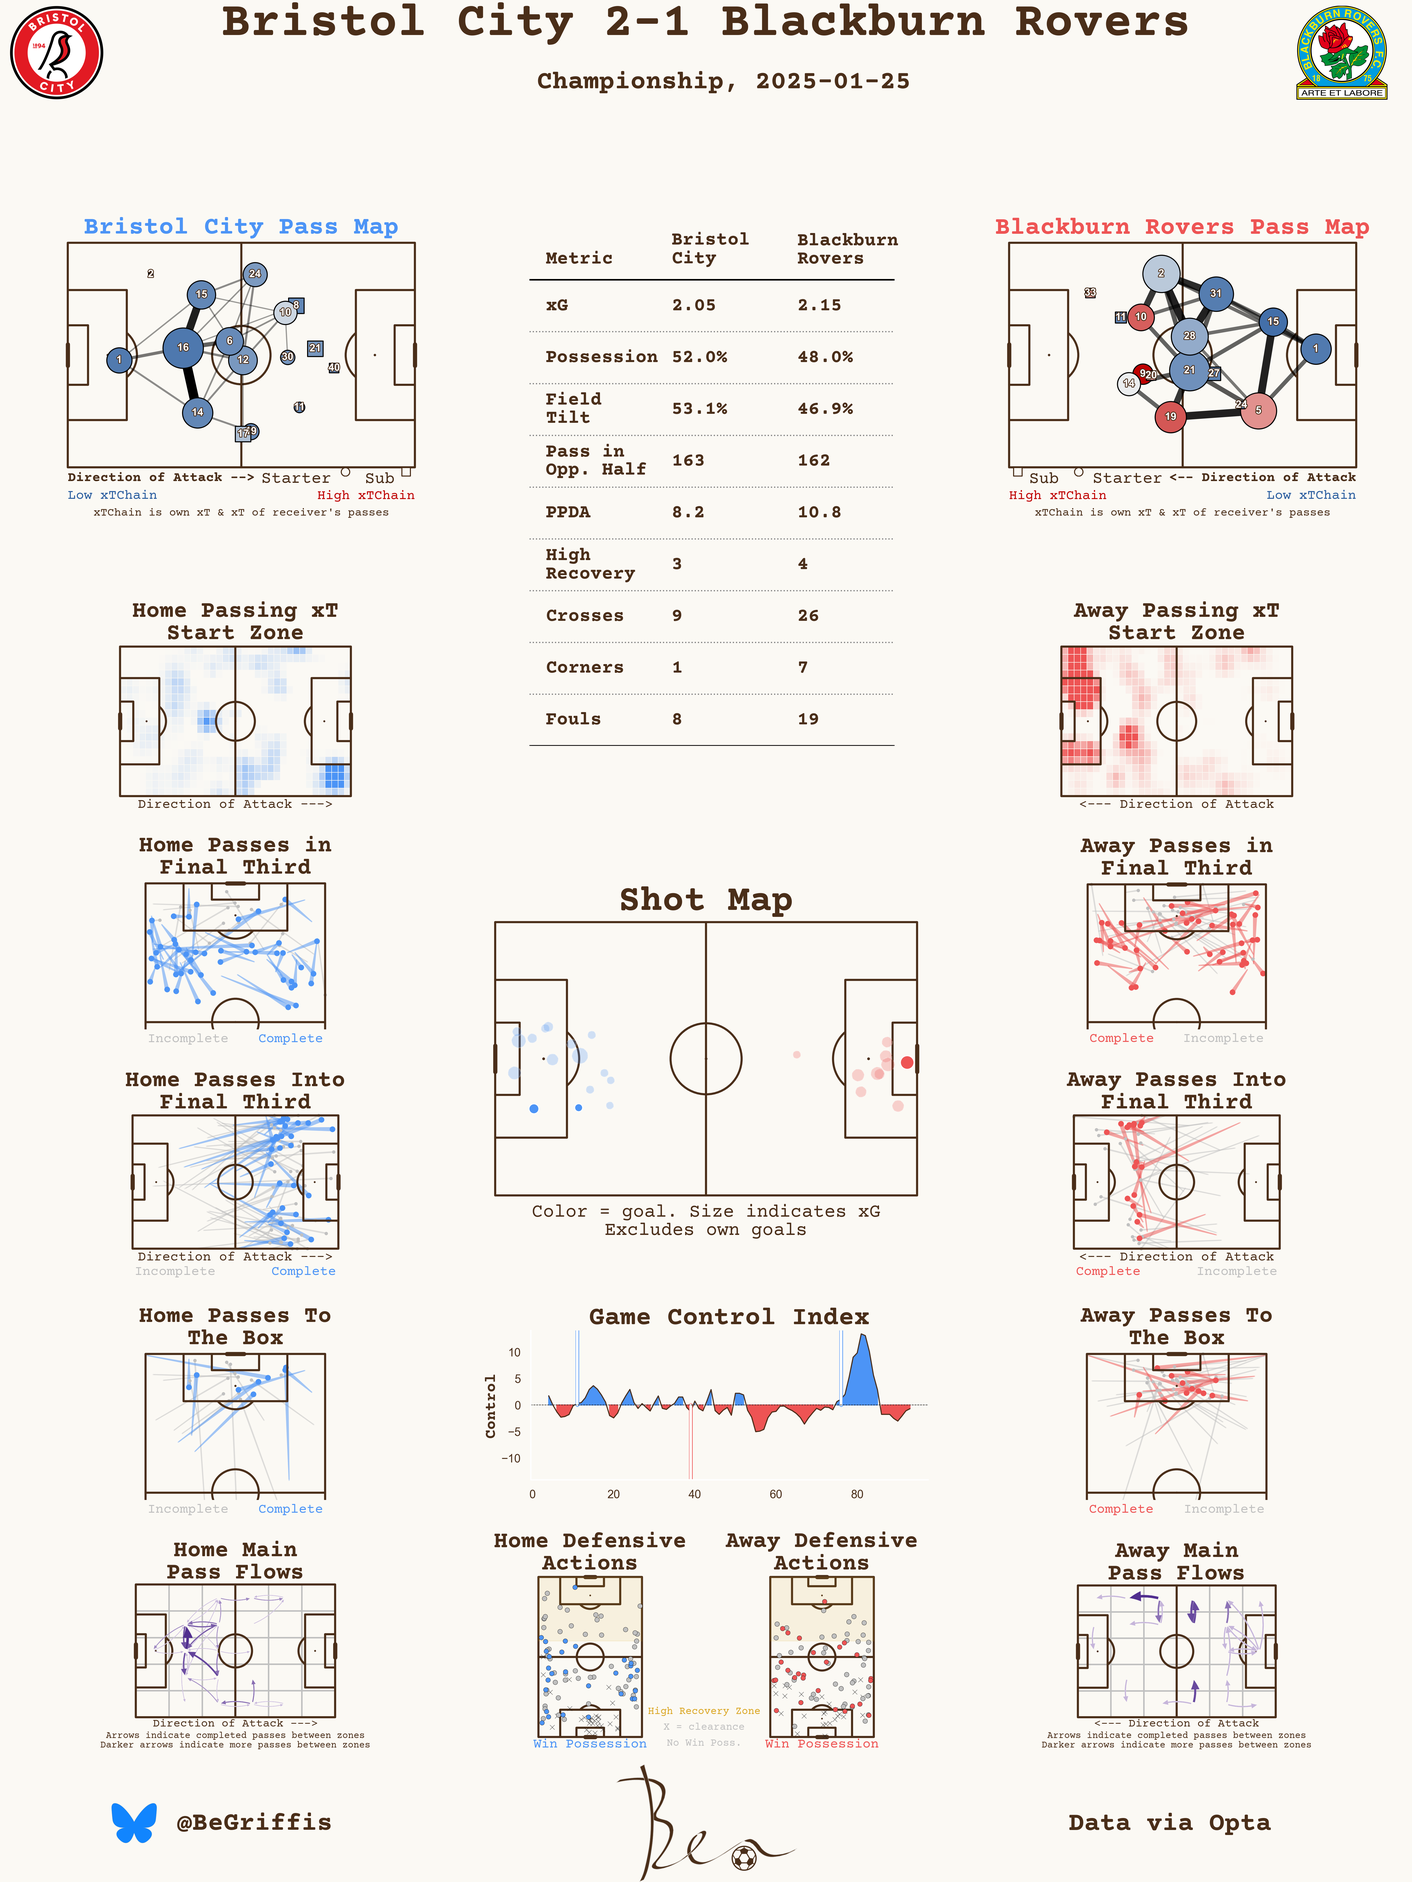 Bristol City 2-1 Blackburn Rovers
Championship, 2025-01-25
BRISTOL
1894
CITY
BLACKBURN ROVERS F.C.
18 75
ARTE ET LABORE
Bristol City Pass Map
2
24
15
8
10
6
16
21
1
12
30
40
14
11
17
Direction of Attack --> Starter Sub
Low xTChain High xTChain
xTChain is own xT & xT of receiver's passes
Metric Bristol City Blackburn Rovers
xG 2.05 2.15
Possession 52.0% 48.0%
Field Tilt 53.1% 46.9%
Pass in Opp. Half 163 162
PPDA 8.2 10.8
High Recovery 3 4
Crosses 9 26
Corners 1 7
Fouls 8 19
Blackburn Rovers Pass Map
2
33
31
11
10
15
28
1
9
20
21
27
14
24
5
19
Sub Starter <-- Direction of Attack
High xTChain Low xTChain
xTChain is own xT & xT of receiver's passes
Home Passing xT
Start Zone
Direction of Attack --->
Away Passing xT
Start Zone
<--- Direction of Attack
Home Passes in
Final Third
Incomplete Complete
Away Passes in
Final Third
Complete Incomplete
Shot Map
Color = goal. Size indicates xG
Excludes own goals
Home Passes Into
Final Third
Direction of Attack --->
Incomplete Complete
Away Passes Into
Final Third
<--- Direction of Attack
Complete Incomplete
Home Passes To
The Box
Incomplete Complete
Game Control Index
Control
10
5
0
−5
−10
0 20 40 60 80
Away Passes To
The Box
Complete Incomplete
Home Main
Pass Flows
Direction of Attack --->
Arrows indicate completed passes between zones
Darker arrows indicate more passes between zones
Home Defensive
Actions
Win Possession
High Recovery Zone
X = clearance
No Win Poss.
Away Defensive
Actions
Win Possession
Away Main
Pass Flows
<--- Direction of Attack
Arrows indicate completed passes between zones
Darker arrows indicate more passes between zones
@BeGriffis
Ben
Data via Opta